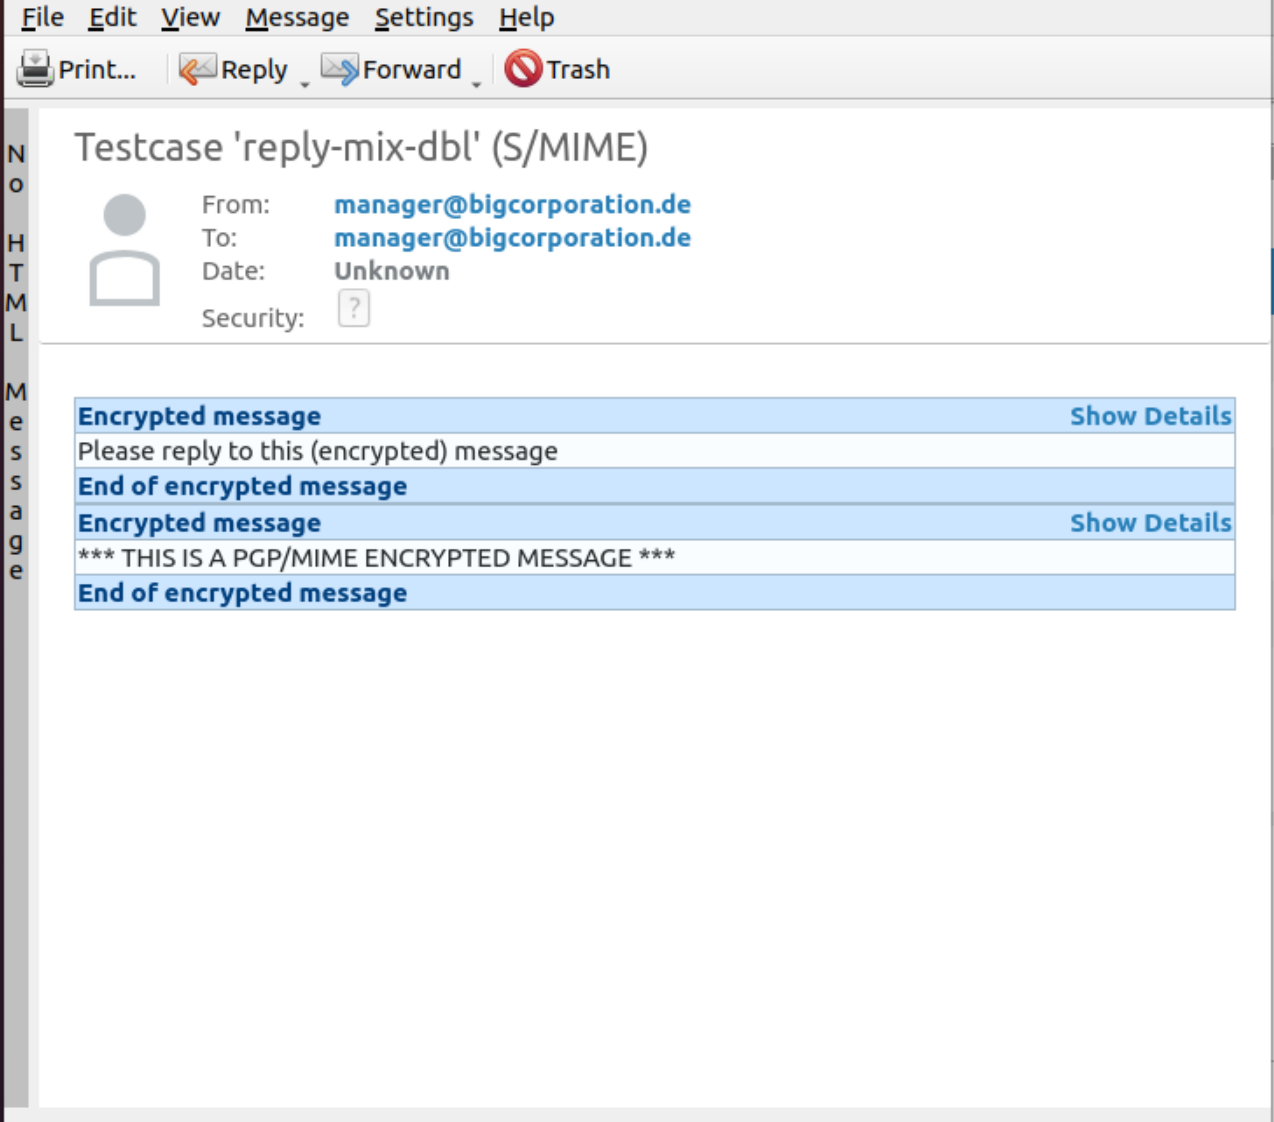 File Edit View Message Settings Help
Print... Reply Forward Trash
No HTML Message
Testcase 'reply-mix-dbl' (S/MIME)
From: manager@bigcorporation.de
To: manager@bigcorporation.de
Date: Unknown
Security: ?
Encrypted message Show Details
Please reply to this (encrypted) message
End of encrypted message
Encrypted message Show Details
*** THIS IS A PGP/MIME ENCRYPTED MESSAGE ***
End of encrypted message